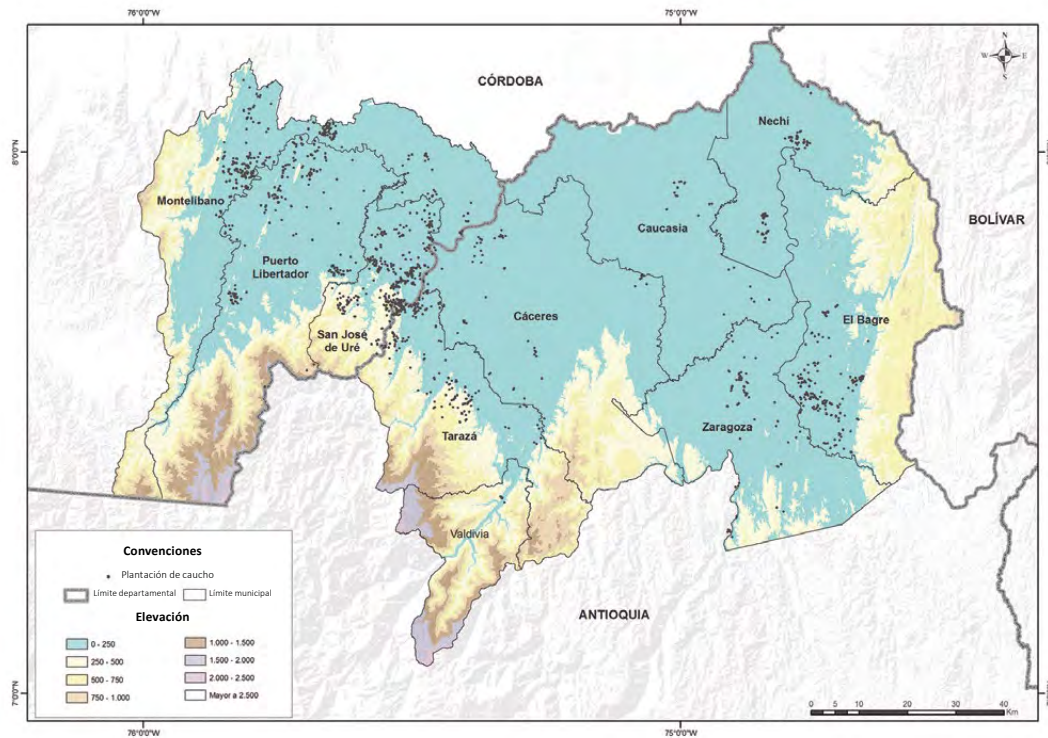 76°0'0"W
75°0'0"W
N
W
E
S
CÓRDOBA
Nechí
8°0'0"N
Montelíbano
BOLÍVAR
Caucasia
Puerto
Libertador
Cáceres
El Bagre
San José
de Uré
Zaragoza
Tarazá
Valdivia
ANTIOQUIA
Convenciones
Plantación de caucho
Límite departamental
Límite municipal
Elevación
0 - 250
250 - 500
500 - 750
750 - 1.000
1.000 - 1.500
1.500 - 2.000
2.000 - 2.500
Mayor a 2.500
7°0'0"N
0 5 10 20 30 40
Km
76°0'0"W
75°0'0"W